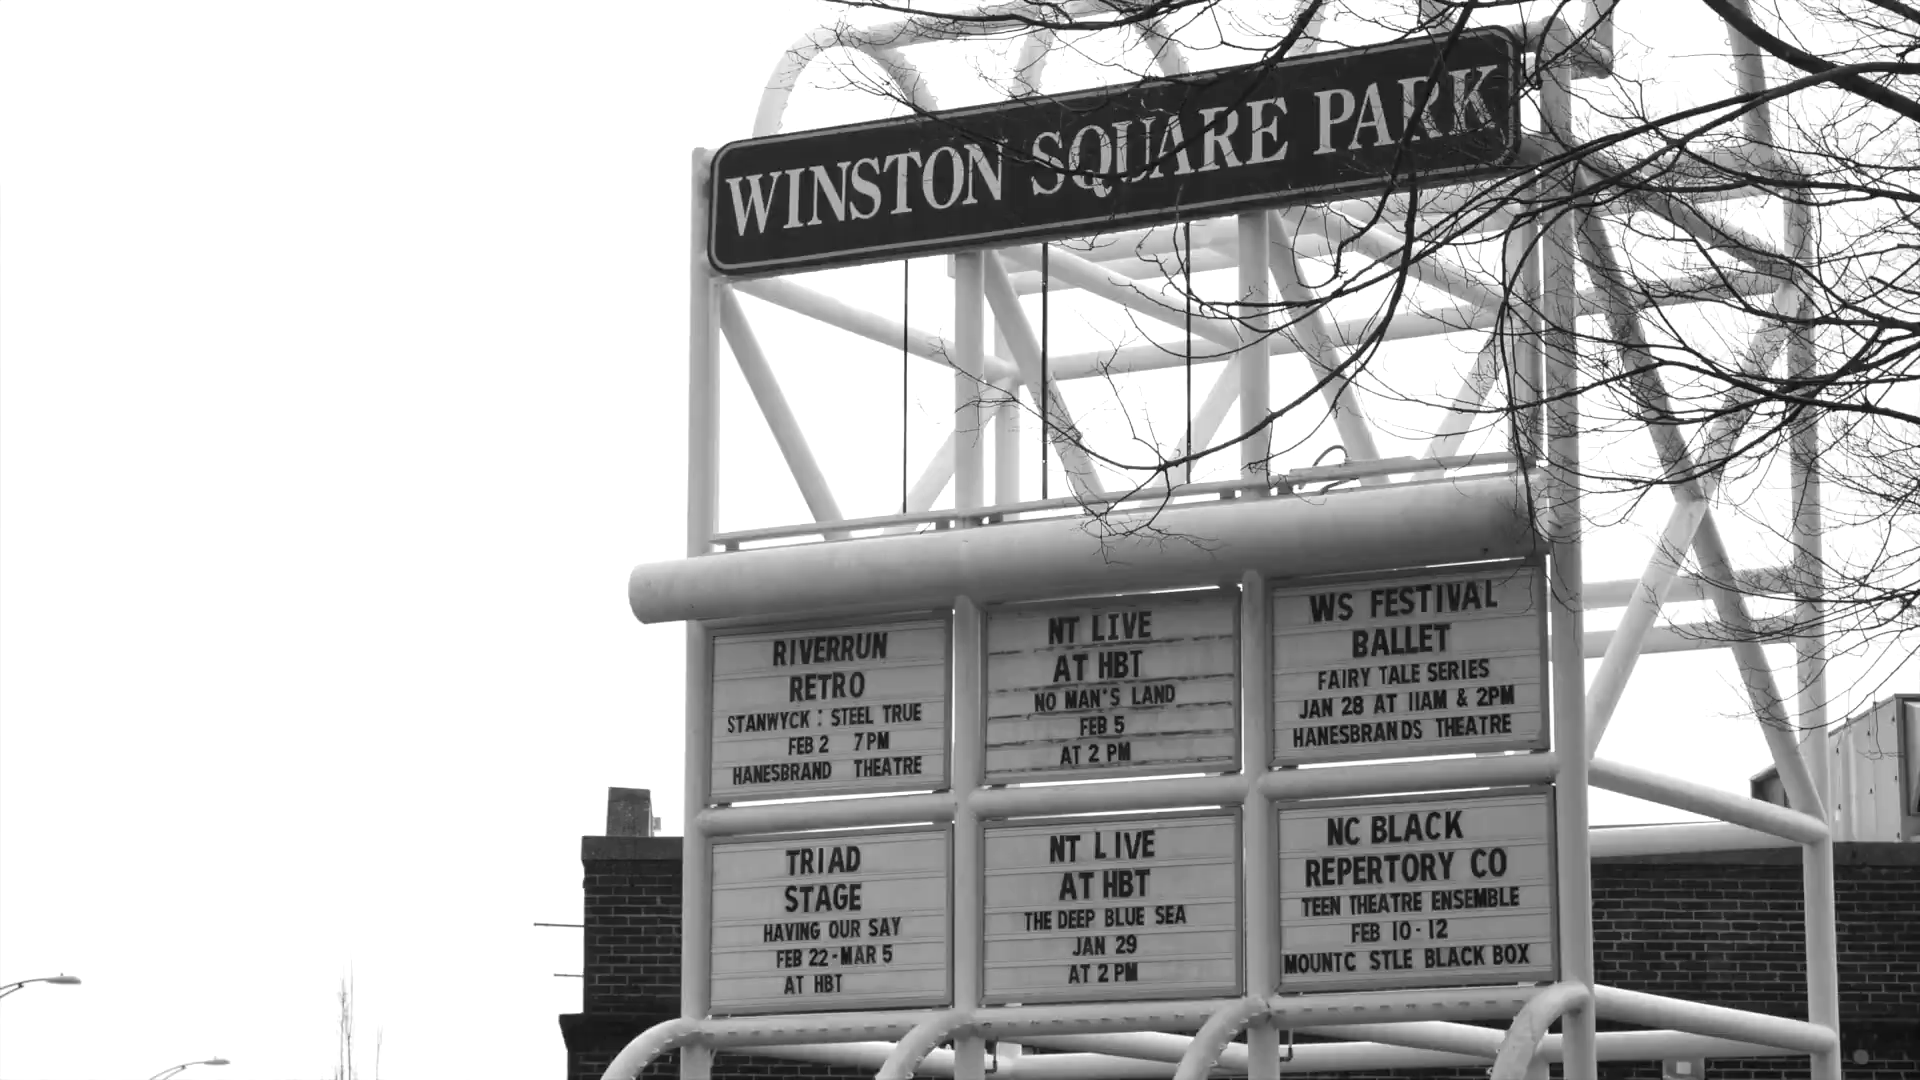 WINSTON SQUARE PARK
RIVERRUN
RETRO
STANWYCK : STEEL TRUE
FEB 2 7PM
HANESBRAND THEATRE
NT LIVE
AT HBT
NO MAN'S LAND
FEB 5
AT 2 PM
WS FESTIVAL
BALLET
FAIRY TALE SERIES
JAN 28 AT 11AM & 2PM
HANESBRANDS THEATRE
TRIAD
STAGE
HAVING OUR SAY
FEB 22-MAR 5
AT HBT
NT LIVE
AT HBT
THE DEEP BLUE SEA
JAN 29
AT 2 PM
NC BLACK
REPERTORY CO
TEEN THEATRE ENSEMBLE
FEB 10-12
MOUNTC STLE BLACK BOX